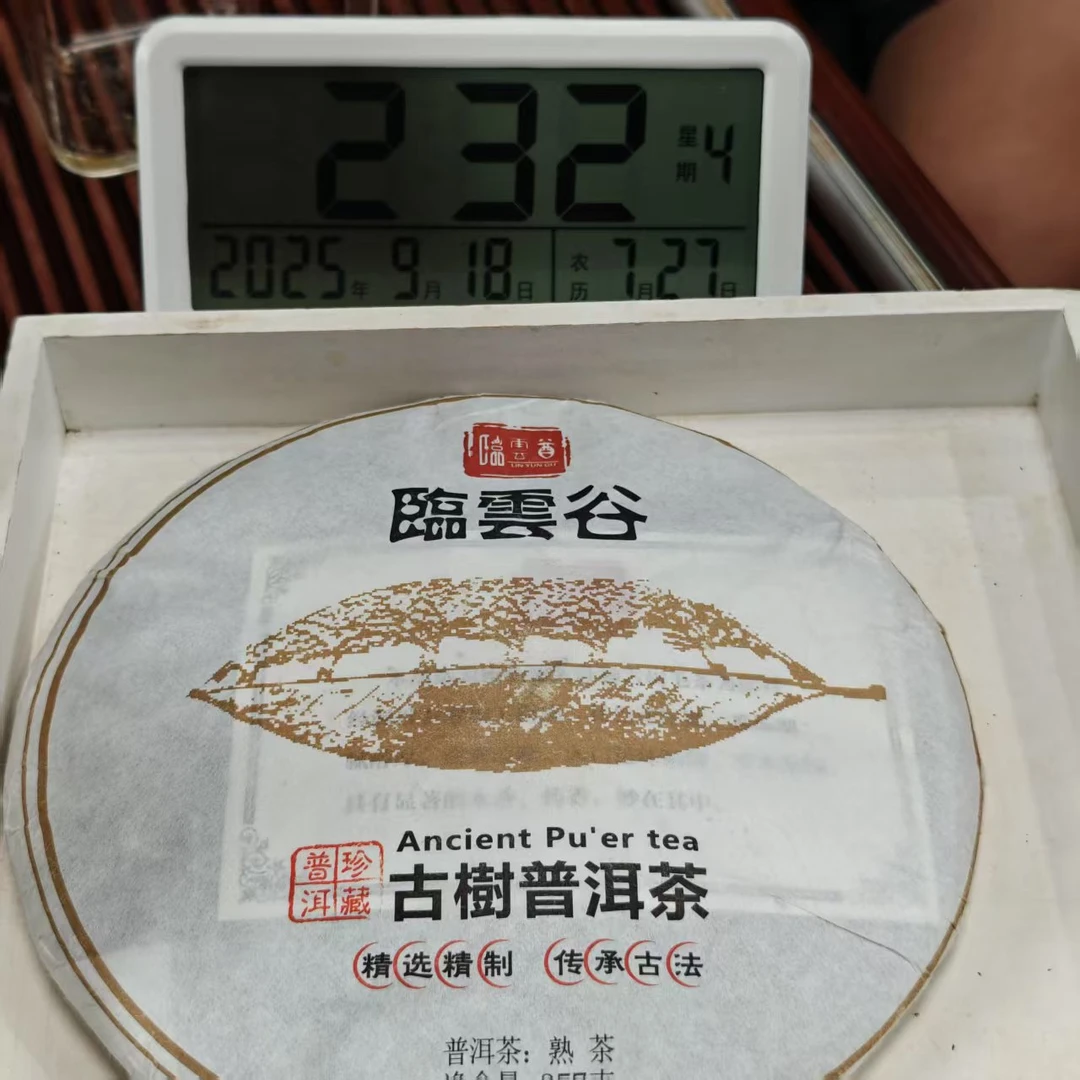 2 32 星期4
2025年 9月 18日 农历 7月27日
臨雲谷
LIN YUN GU
臨雲谷
Ancient Pu'er tea
普洱珍藏
古樹普洱茶
精选精制 传承古法
普洱茶: 熟 茶